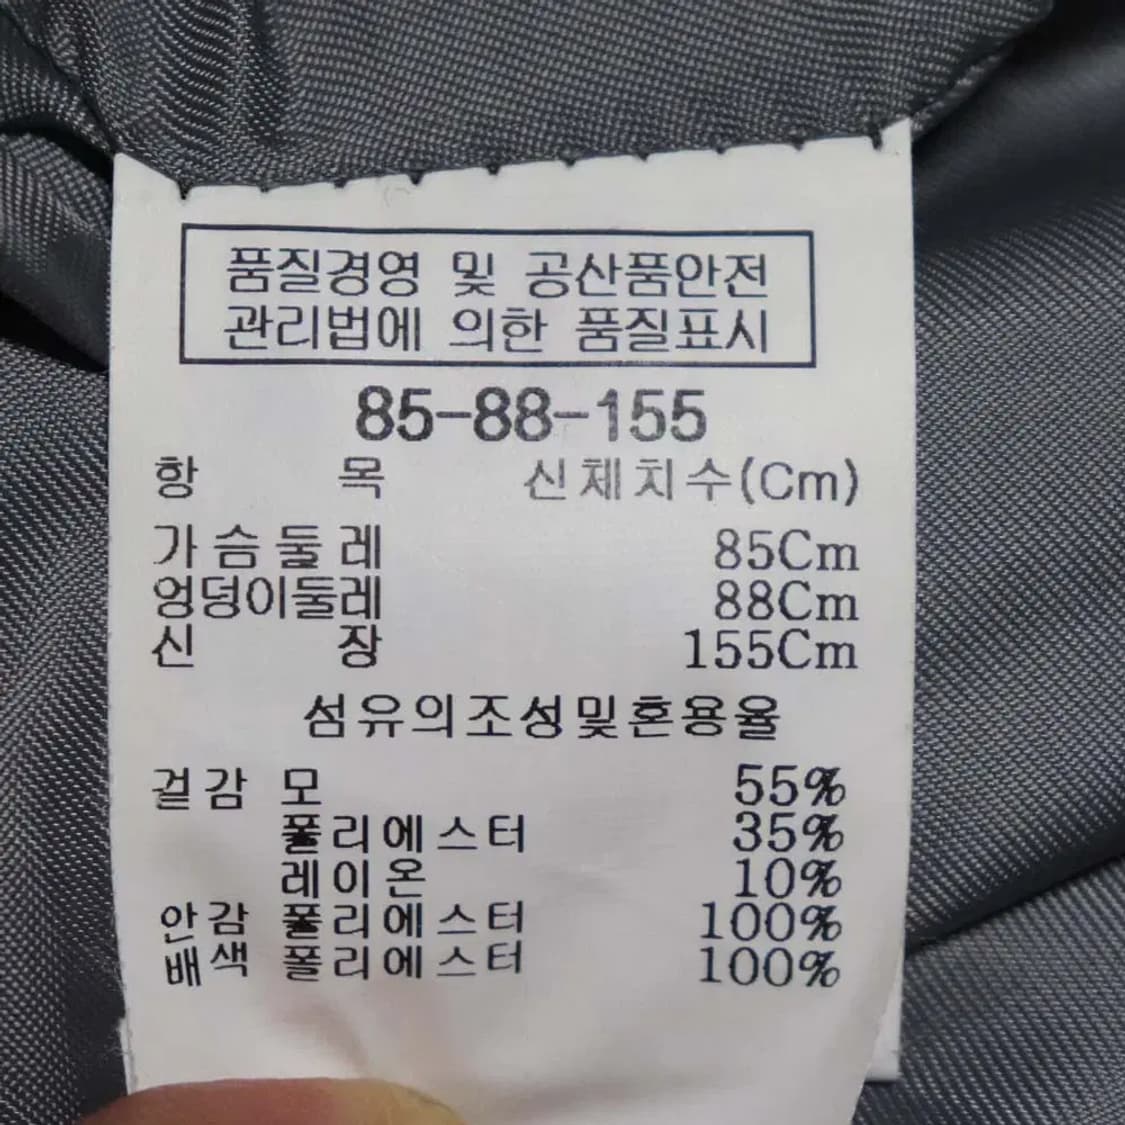 품질경영 및 공산품안전
관리법에 의한 품질표시
85-88-155
항 목 신체치수(Cm)
가슴둘레 85Cm
엉덩이둘레 88Cm
신 장 155Cm
섬유의조성및혼용율
겉감 모 55%
폴리에스터 35%
레이온 10%
안감 폴리에스터 100%
배색 폴리에스터 100%